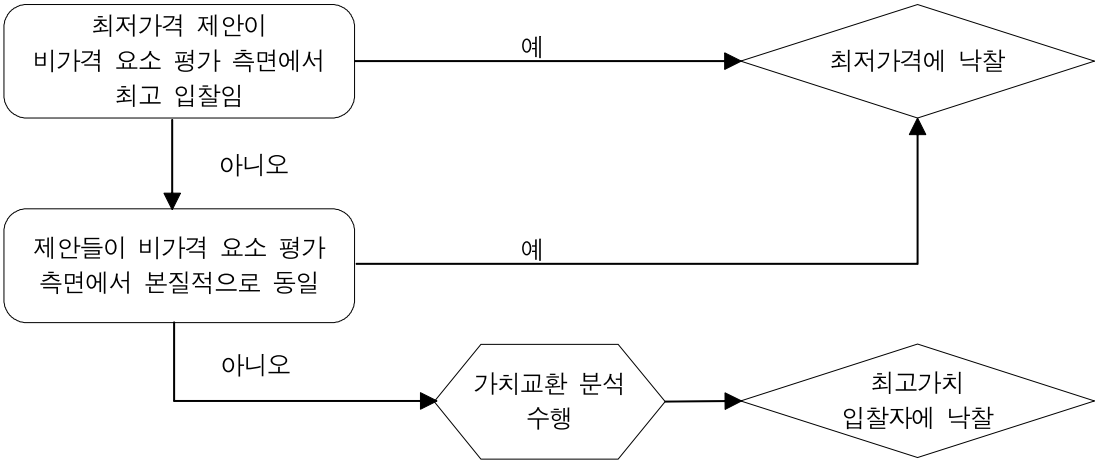 최저가격 제안이
비가격 요소 평가 측면에서
최고 입찰임
예
최저가격에 낙찰
아니오
제안들이 비가격 요소 평가
측면에서 본질적으로 동일
예
아니오
가치교환 분석
수행
최고가치
입찰자에 낙찰